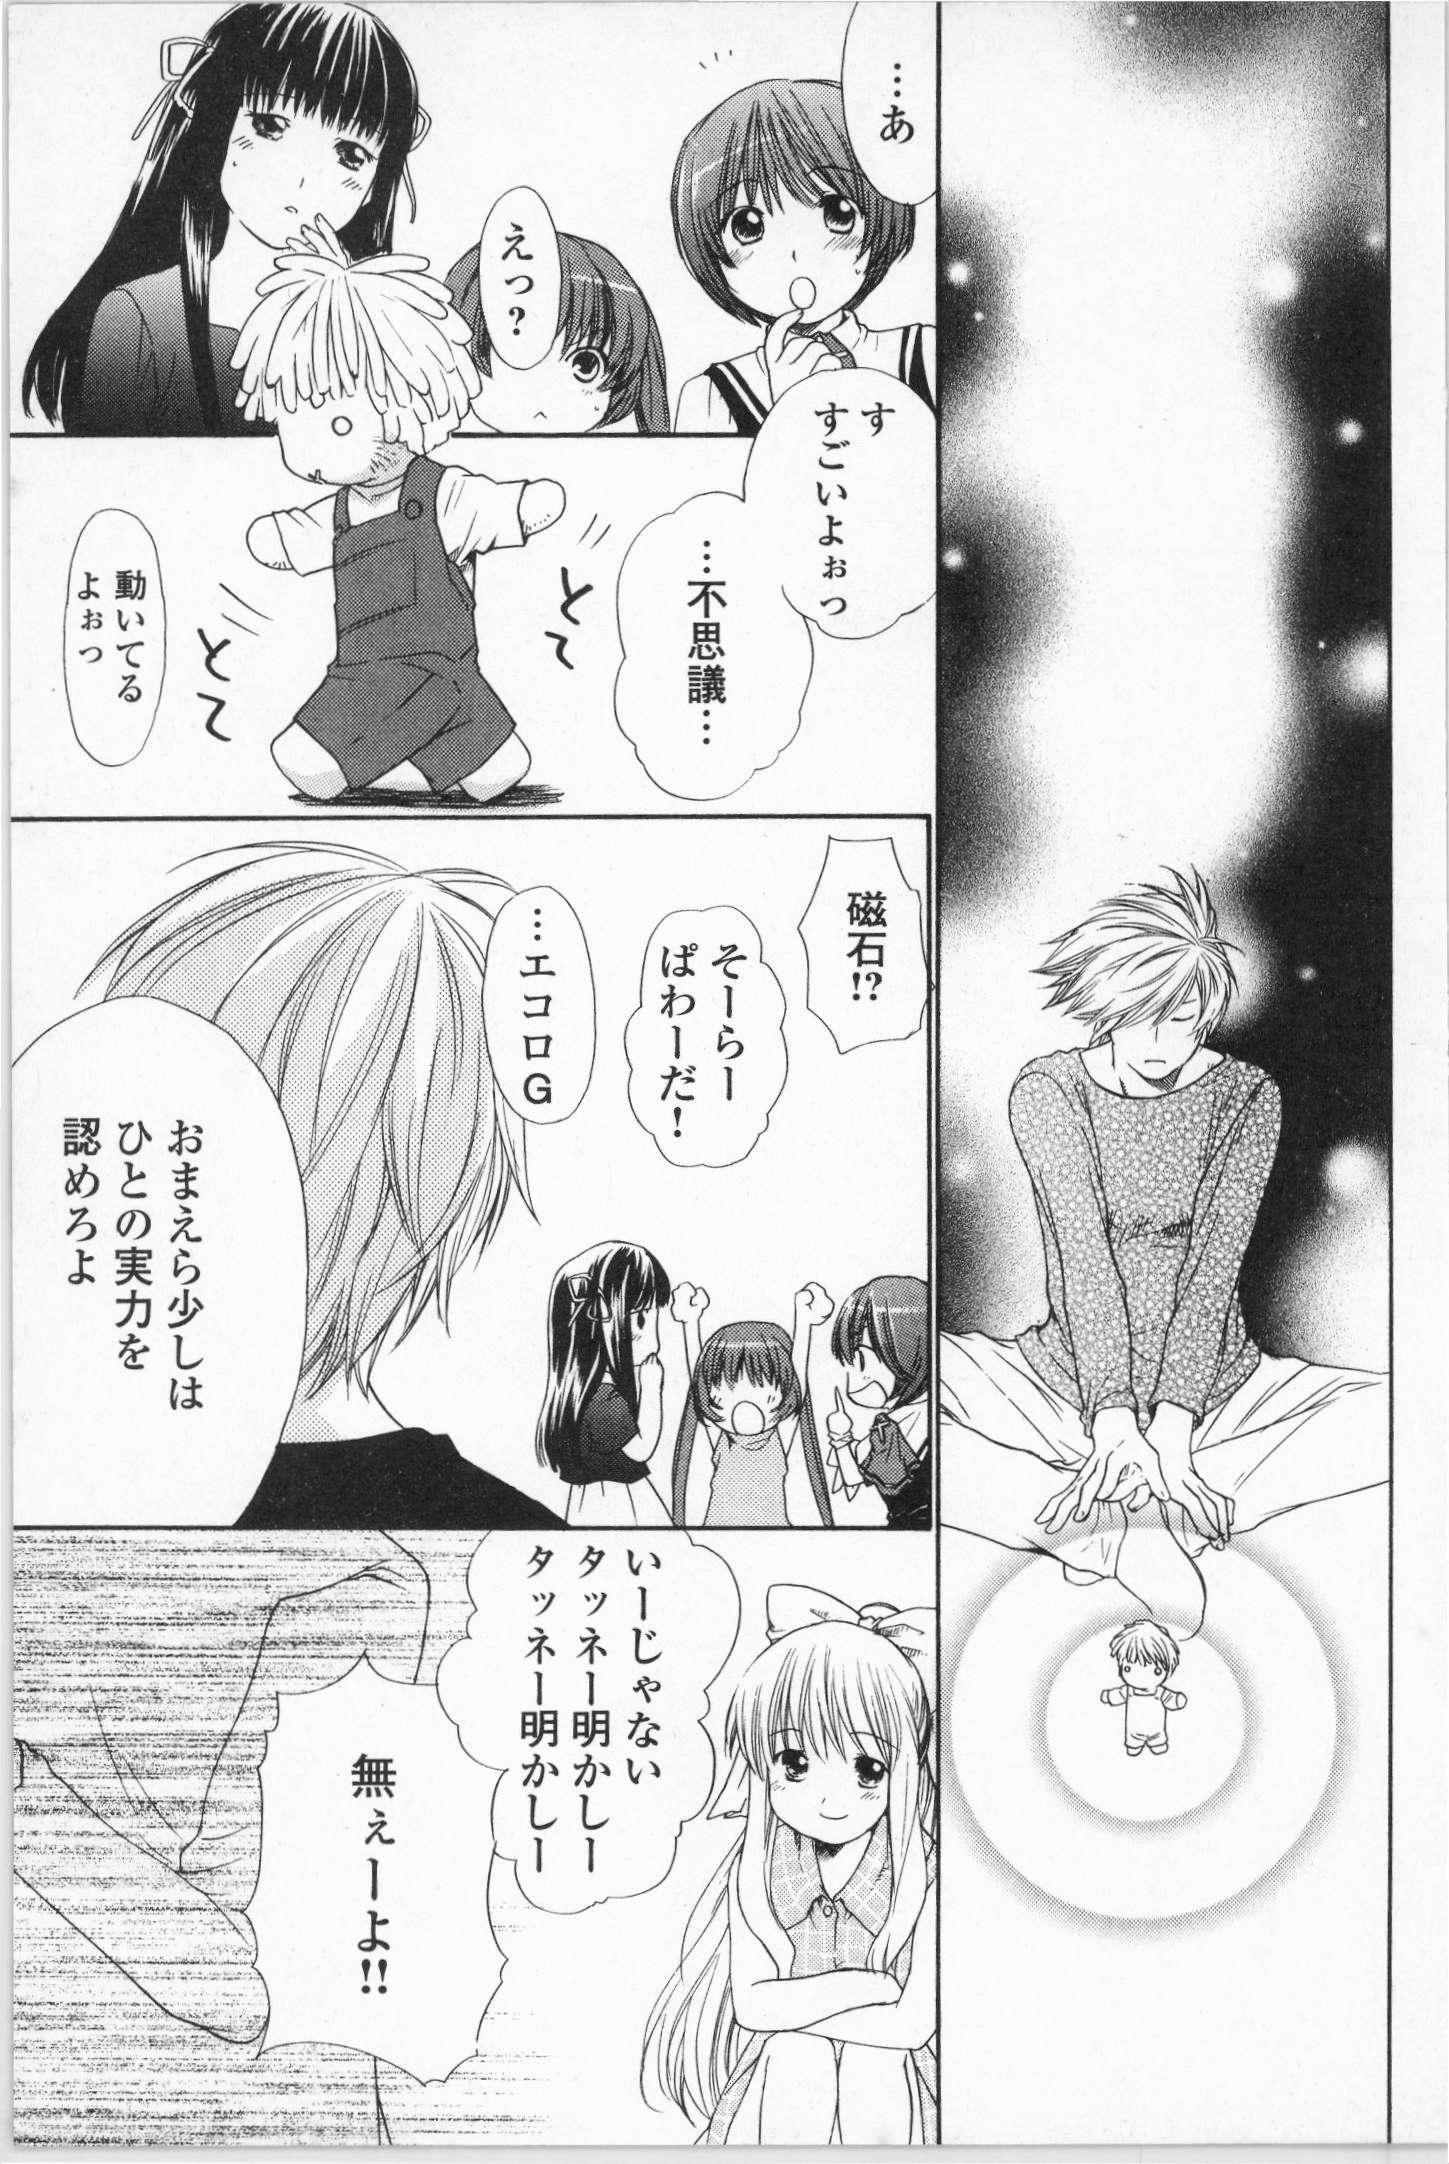 …あ
えっ？
す
すごいよぉっ
…不思議…
とて
とて
動いてる
よぉっ
磁石!?
そーらー
ぱわーだ！
…エコロG
おまえら少しは
ひとの実力を
認めろよ
いーじゃない
タッネー明かしー
タッネー明かしー
無ぇーよ!!